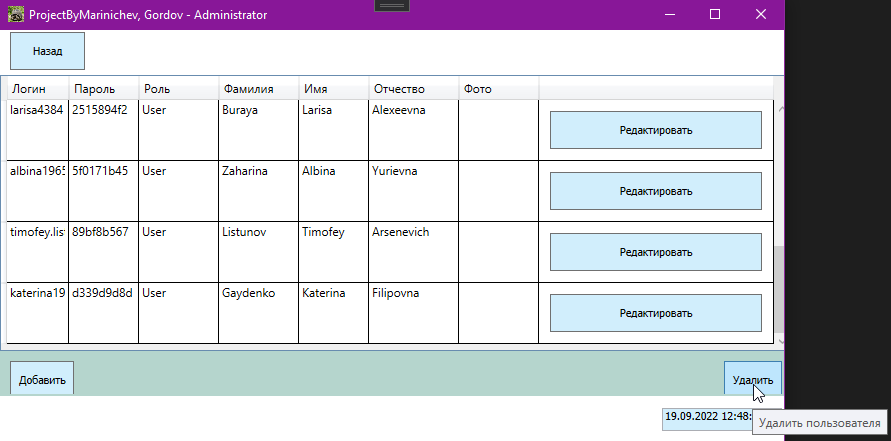 ProjectByMarinichev, Gordov - Administrator
Назад
Логин Пароль Роль Фамилия Имя Отчество Фото
larisa4384 2515894f2 User Buraya Larisa Alexeevna Редактировать
albina1965 5f0171b45 User Zaharina Albina Yurievna Редактировать
timofey.lis 89bf8b567 User Listunov Timofey Arsenevich Редактировать
katerina19 d339d9d8d User Gaydenko Katerina Filipovna Редактировать
Добавить Удалить
19.09.2022 12:48: Удалить пользователя